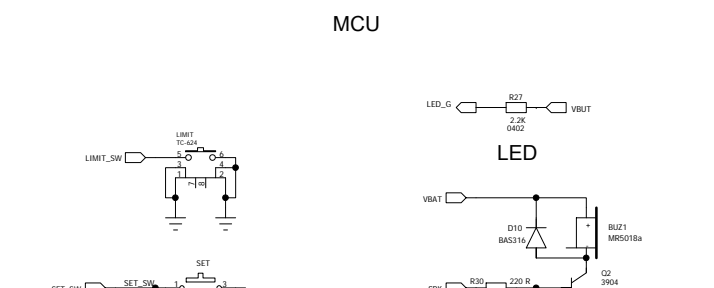 MCU
LED_G
R27
VBUT
2.2K
0402
LED
LIMIT
TC-624
LIMIT_SW
5
6
3
4
1
2
7
8
VBAT
D10
BAS316
+
BUZ1
MR5018a
SET
SET_SW
1
3
R30
220 R
Q2
3904